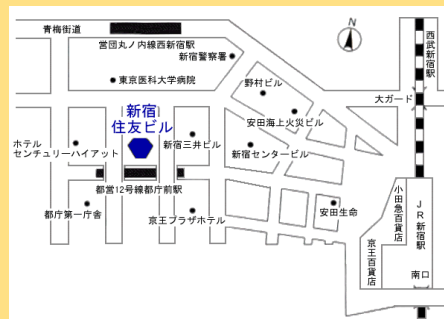 青梅街道
営団丸ノ内線西新宿駅
新宿警察署
N
西武新宿駅
東京医科大学病院
野村ビル
大ガード
新宿
住友ビル
安田海上火災ビル
ホテル
センチュリーハイアット
新宿三井ビル
新宿センタービル
都営12号線都庁前駅
都庁第一庁舎
京王プラザホテル
安田生命
小田急百貨店
JR新宿駅
京王百貨店
南口